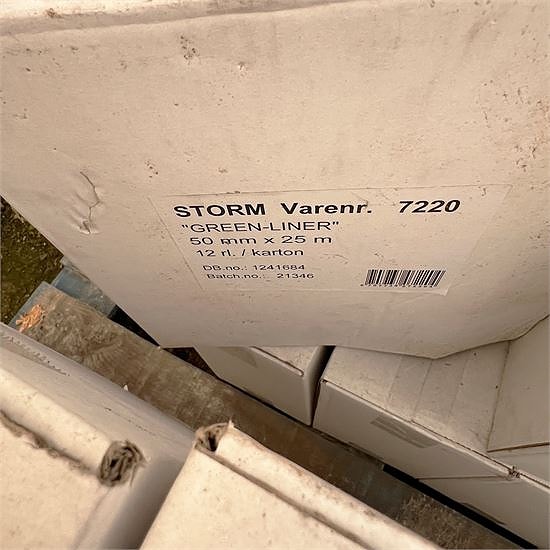 STORM Varenr. 7220
"GREEN-LINER"
50 mm x 25 m
12 rl. / karton
DB.no.: 1241684
Batch.no.: 21346